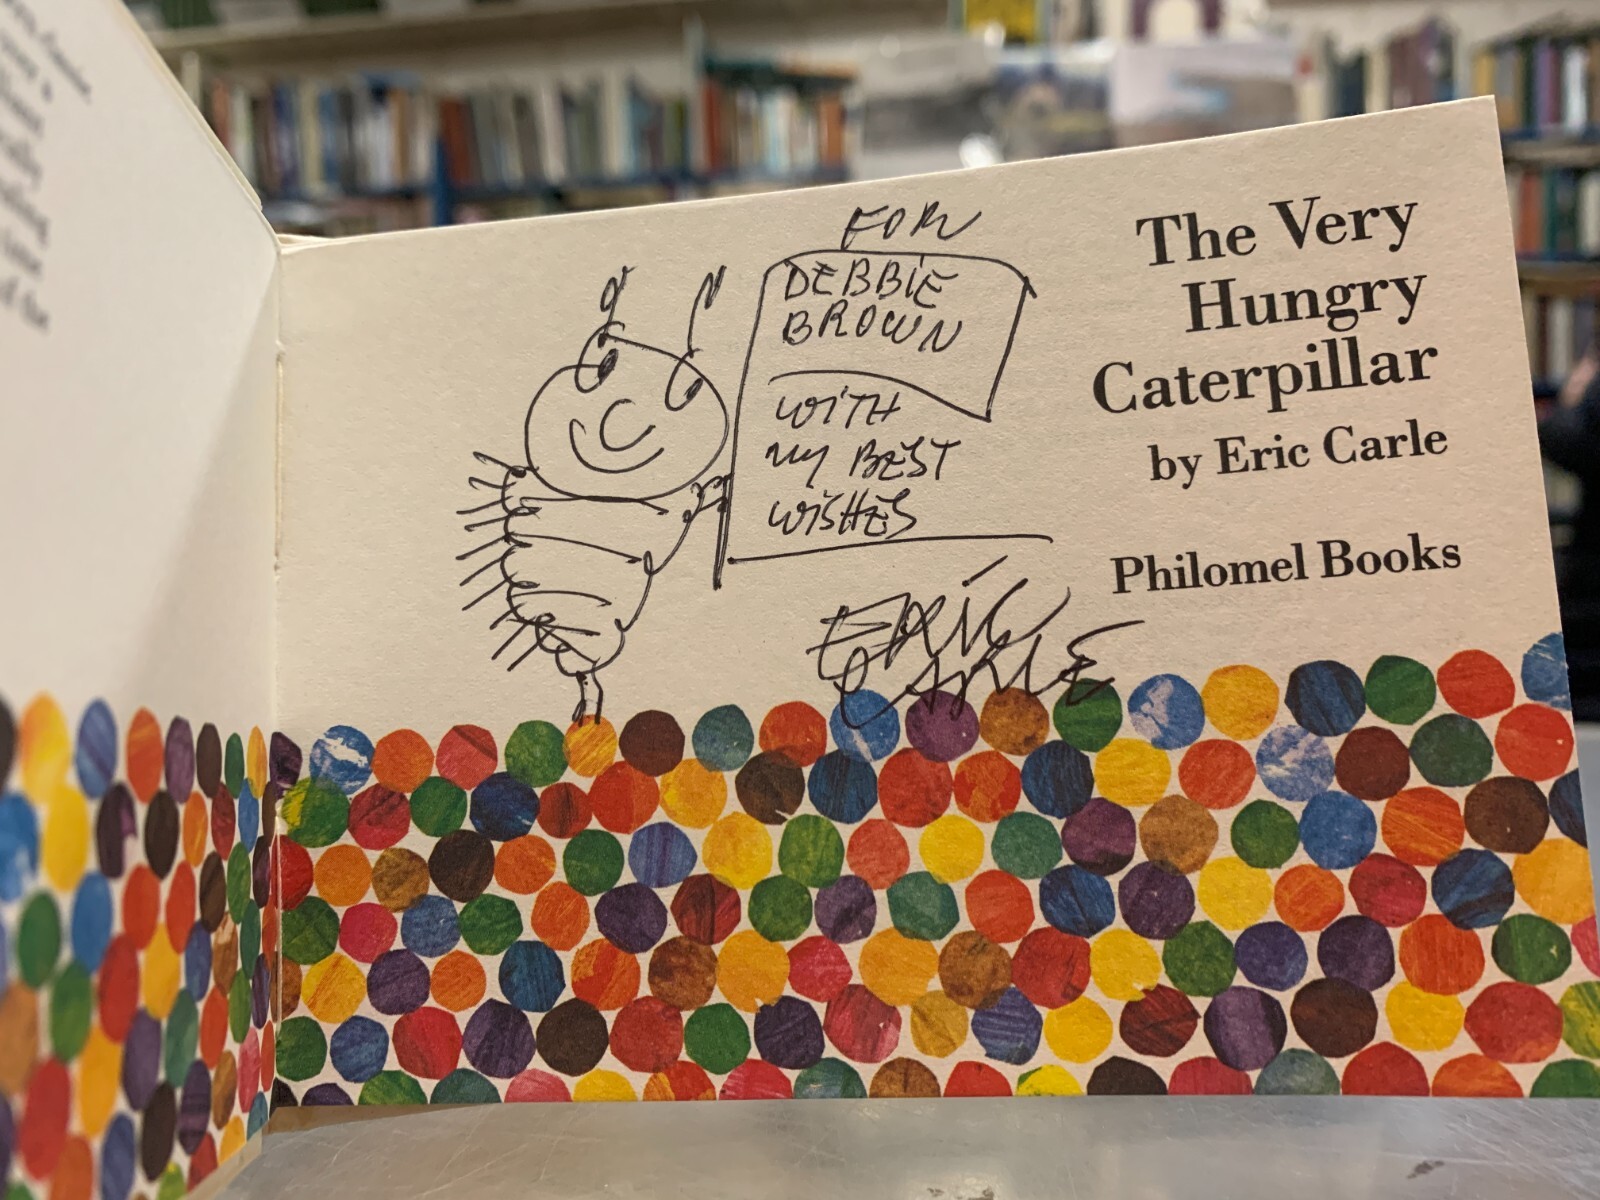 FOR
DEBBIE
BROWN
WITH
MY BEST
WISHES
ERIC
CARLE
The Very
Hungry
Caterpillar
by Eric Carle
Philomel Books